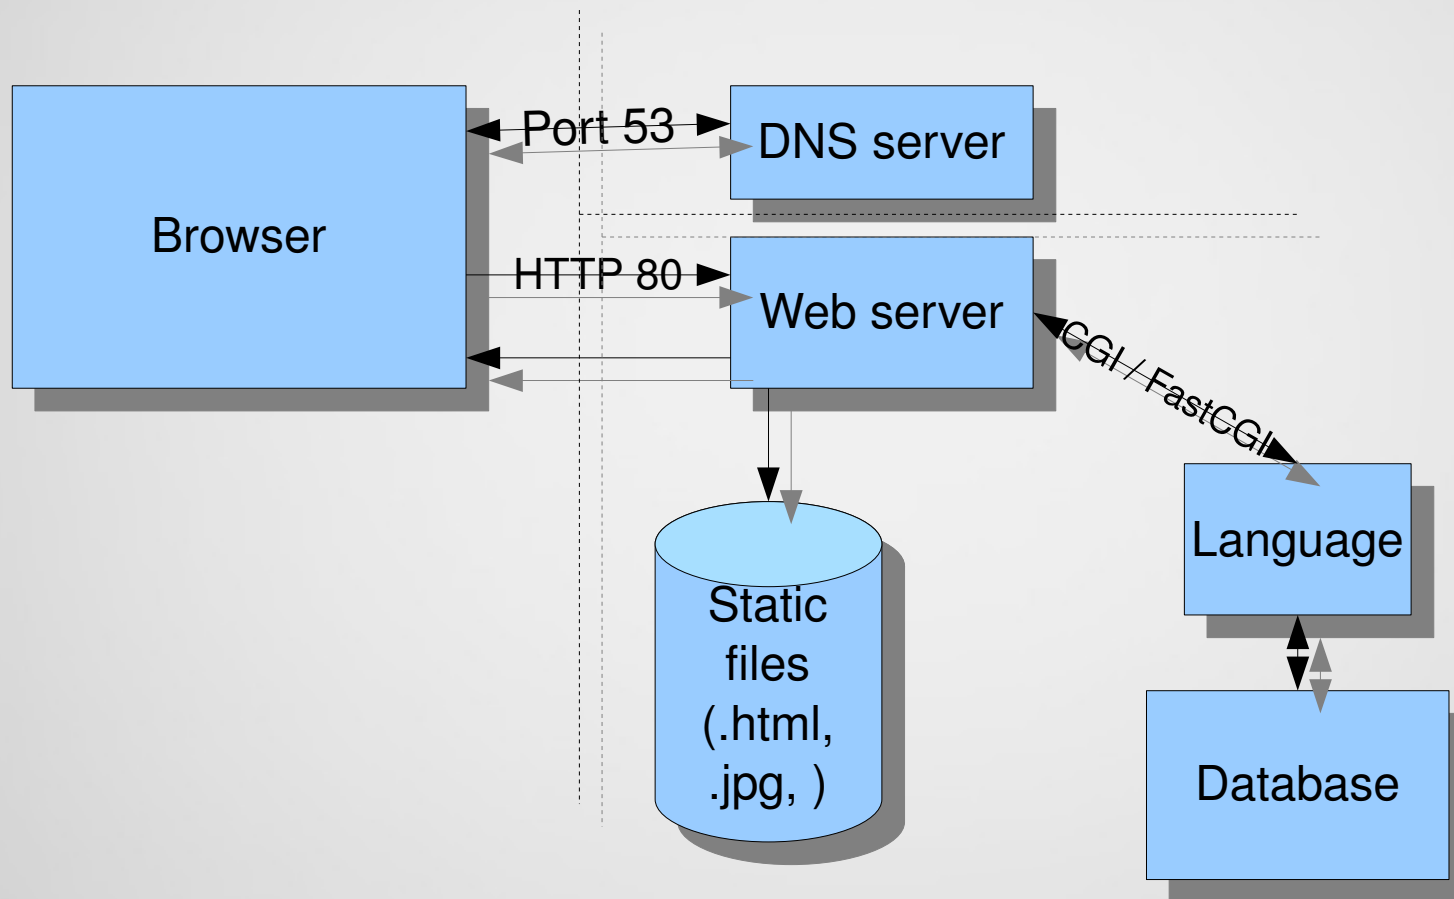 Port 53
DNS server
Browser
HTTP 80
Web server
CGI / FastCGI
Language
Static
files
(.html,
.jpg, )
Database